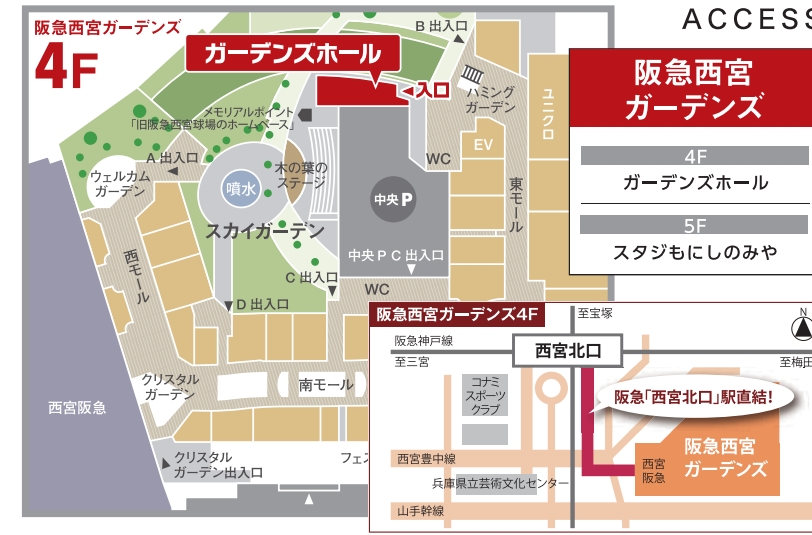 ACCESS
阪急西宮ガーデンズ
4F
ガーデンズホール
入口
B 出入口
ハミング
ガーデン
ユニクロ
メモリアルポイント
「旧阪急西宮球場のホームベース」
A 出入口
ウェルカム
ガーデン
噴水
木の葉の
ステージ
スカイガーデン
中央P
WC
EV
東モール
中央PC出入口
C 出入口
WC
D 出入口
西モール
クリスタル
ガーデン
南モール
西宮阪急
クリスタル
ガーデン出入口
フェス
阪急西宮
ガーデンズ
4F
ガーデンズホール
5F
スタジもにしのみや
阪急西宮ガーデンズ4F
至宝塚
N
阪急神戸線
西宮北口
至三宮
至梅田
コナミ
スポーツ
クラブ
阪急「西宮北口」駅直結!
西宮豊中線
西宮
阪急
阪急西宮
ガーデンズ
兵庫県立芸術文化センター
山手幹線